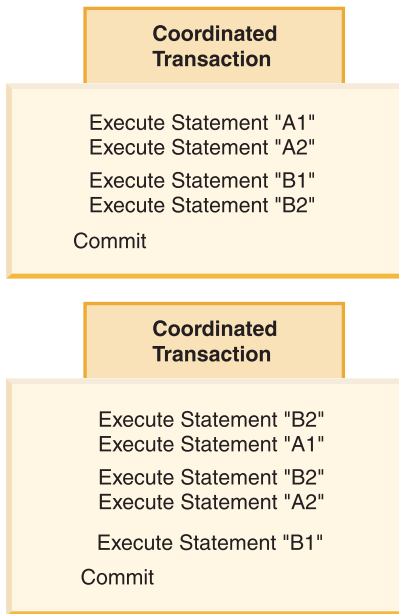 Coordinated
Transaction
Execute Statement "A1"
Execute Statement "A2"
Execute Statement "B1"
Execute Statement "B2"
Commit
Coordinated
Transaction
Execute Statement "B2"
Execute Statement "A1"
Execute Statement "B2"
Execute Statement "A2"
Execute Statement "B1"
Commit